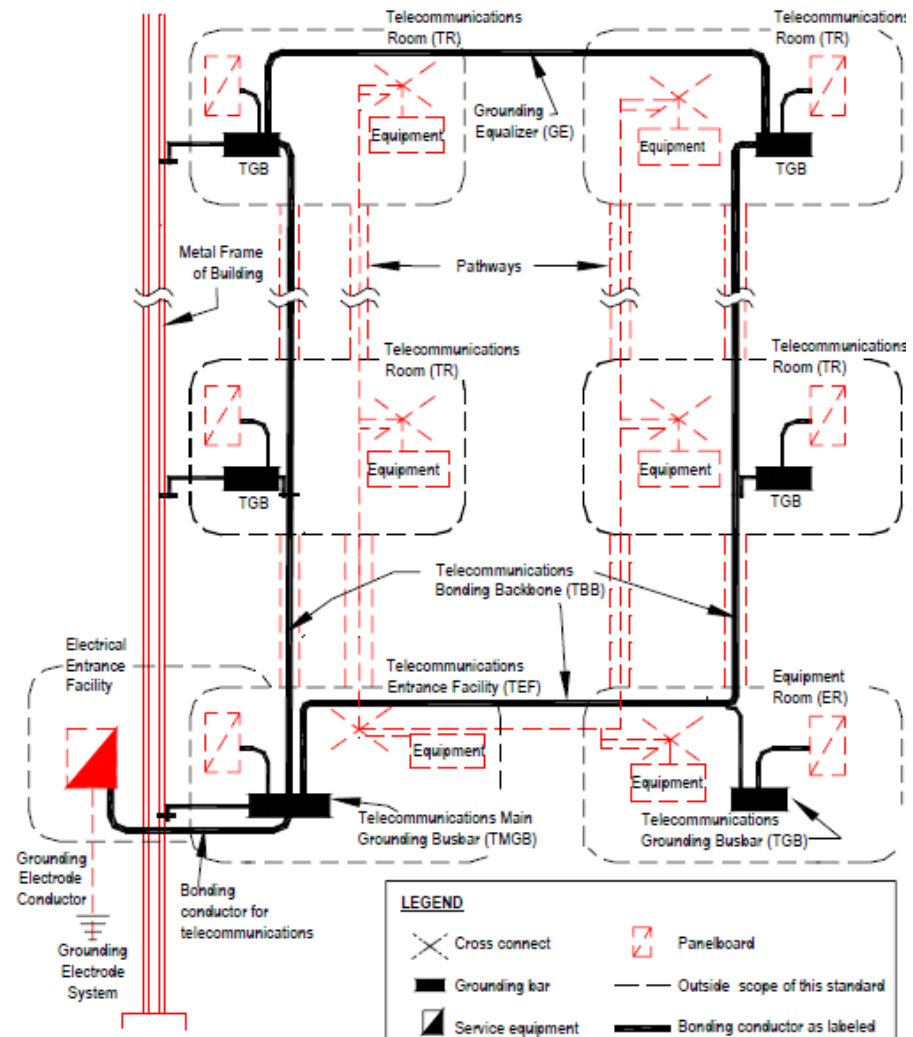 Telecommunications
Room (TR)
Telecommunications
Room (TR)
Grounding
Equalizer (GE)
Equipment
Equipment
TGB
TGB
Metal Frame
of Building
Pathways
Telecommunications
Room (TR)
Telecommunications
Room (TR)
Equipment
Equipment
TGB
TGB
Telecommunications
Bonding Backbone (TBB)
Electrical
Entrance
Facility
Telecommunications
Entrance Facility (TEF)
Equipment
Room (ER)
Equipment
Equipment
Telecommunications Main
Grounding Busbar (TMGB)
Telecommunications
Grounding Busbar (TGB)
Grounding
Electrode
Conductor
Bonding
conductor for
telecommunications
Grounding
Electrode
System
LEGEND
Cross connect
Panelboard
Grounding bar
Outside scope of this standard
Service equipment
Bonding conductor as labeled